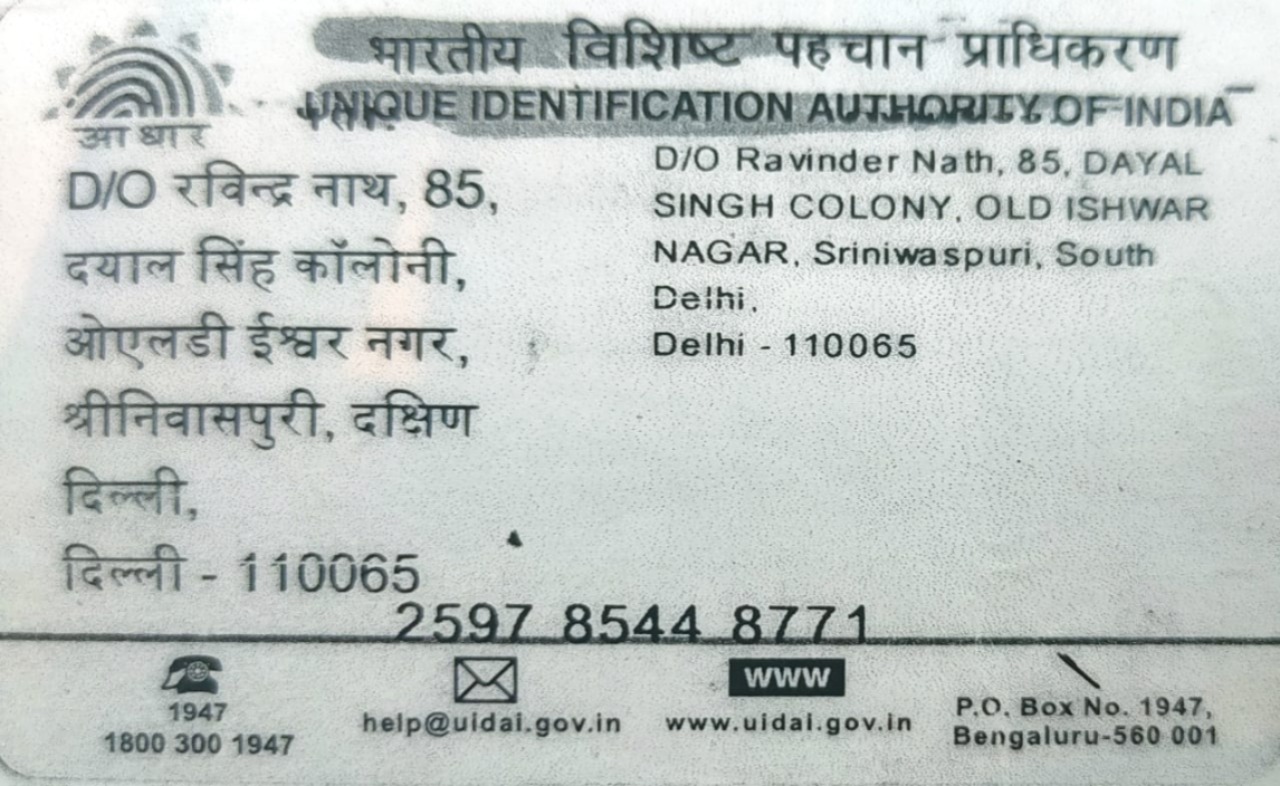 भारतीय विशिष्ट पहचान प्राधिकरण
UNIQUE IDENTIFICATION AUTHORITY OF INDIA
आधार
D/O रविन्द्र नाथ, 85,
दयाल सिंह कॉलोनी,
ओएलडी ईश्वर नगर,
श्रीनिवासपुरी, दक्षिण
दिल्ली,
दिल्ली - 110065
D/O Ravinder Nath, 85, DAYAL
SINGH COLONY, OLD ISHWAR
NAGAR, Sriniwaspuri, South
Delhi,
Delhi - 110065
2597 8544 8771
1947
1800 300 1947
help@uidai.gov.in
www
www.uidai.gov.in
P.O. Box No. 1947,
Bengaluru-560 001